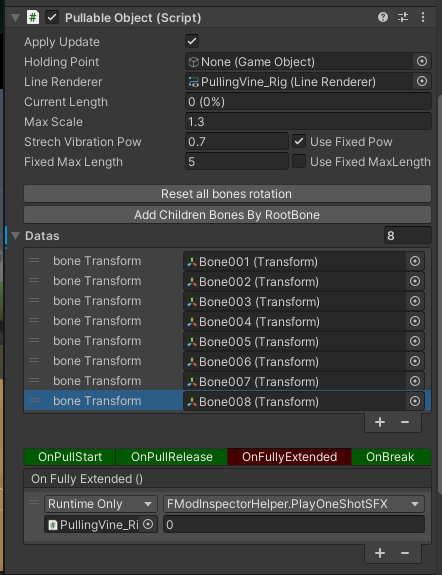 Pullable Object (Script)
Apply Update
Holding Point None (Game Object)
Line Renderer PullingVine_Rig (Line Renderer)
Current Length 0 (0%)
Max Scale 1.3
Strech Vibration Pow 0.7 Use Fixed Pow
Fixed Max Length 5 Use Fixed MaxLength
Reset all bones rotation
Add Children Bones By RootBone
Datas 8
bone Transform Bone001 (Transform)
bone Transform Bone002 (Transform)
bone Transform Bone003 (Transform)
bone Transform Bone004 (Transform)
bone Transform Bone005 (Transform)
bone Transform Bone006 (Transform)
bone Transform Bone007 (Transform)
bone Transform Bone008 (Transform)
+ −
OnPullStart OnPullRelease OnFullyExtended OnBreak
On Fully Extended ()
Runtime Only FModInspectorHelper.PlayOneShotSFX
PullingVine_Ri 0
+ −